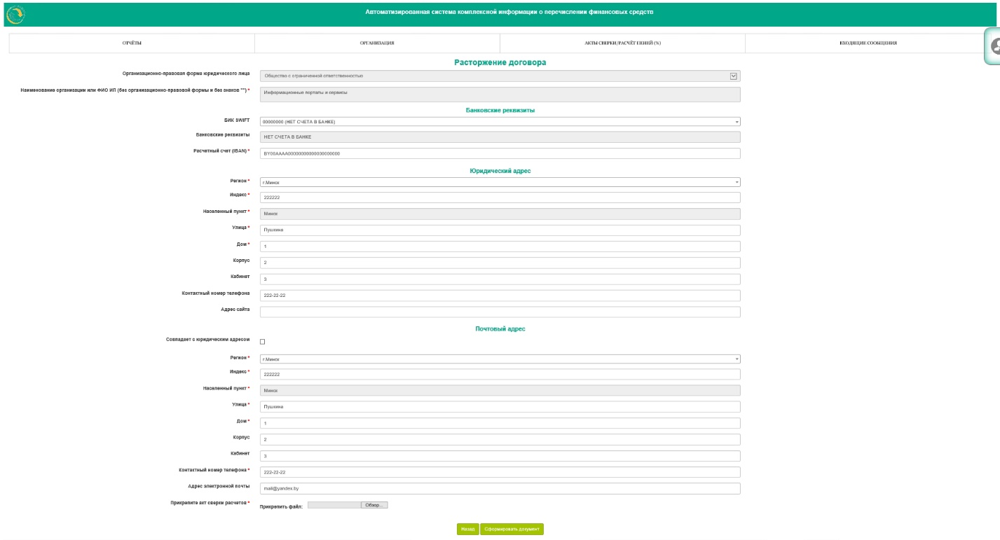 Автоматизированная система комплексной информации о перечислении финансовых средств
ОТЧЁТЫ
ОРГАНИЗАЦИЯ
АКТЫ СВЕРКИ/РАСЧЁТ ПЕНЕЙ (%)
ВХОДЯЩИЕ СООБЩЕНИЯ
Расторжение договора
Организационно-правовая форма юридического лица
Общество с ограниченной ответственностью
Наименование организации или ФИО ИП (без организационно-правовой формы и без знаков "") *
Информационные порталы и сервисы
Банковские реквизиты
БИК SWIFT
00000000 (НЕТ СЧЕТА В БАНКЕ)
Банковские реквизиты
НЕТ СЧЕТА В БАНКЕ
Расчетный счет (IBAN) *
BY00AAAA00000000000000000000
Юридический адрес
Регион *
г.Минск
Индекс *
222222
Населенный пункт *
Минск
Улица *
Пушкина
Дом *
1
Корпус
2
Кабинет
3
Контактный номер телефона
222-22-22
Адрес сайта
Почтовый адрес
Совпадает с юридическим адресом
Регион *
г.Минск
Индекс *
222222
Населенный пункт *
Минск
Улица *
Пушкина
Дом *
1
Корпус
2
Кабинет
3
Контактный номер телефона *
222-22-22
Адрес электронной почты
mail@yandex.by
Прикрепите акт сверки расчетов *
Прикрепить файл: Обзор...
Назад Сформировать документ